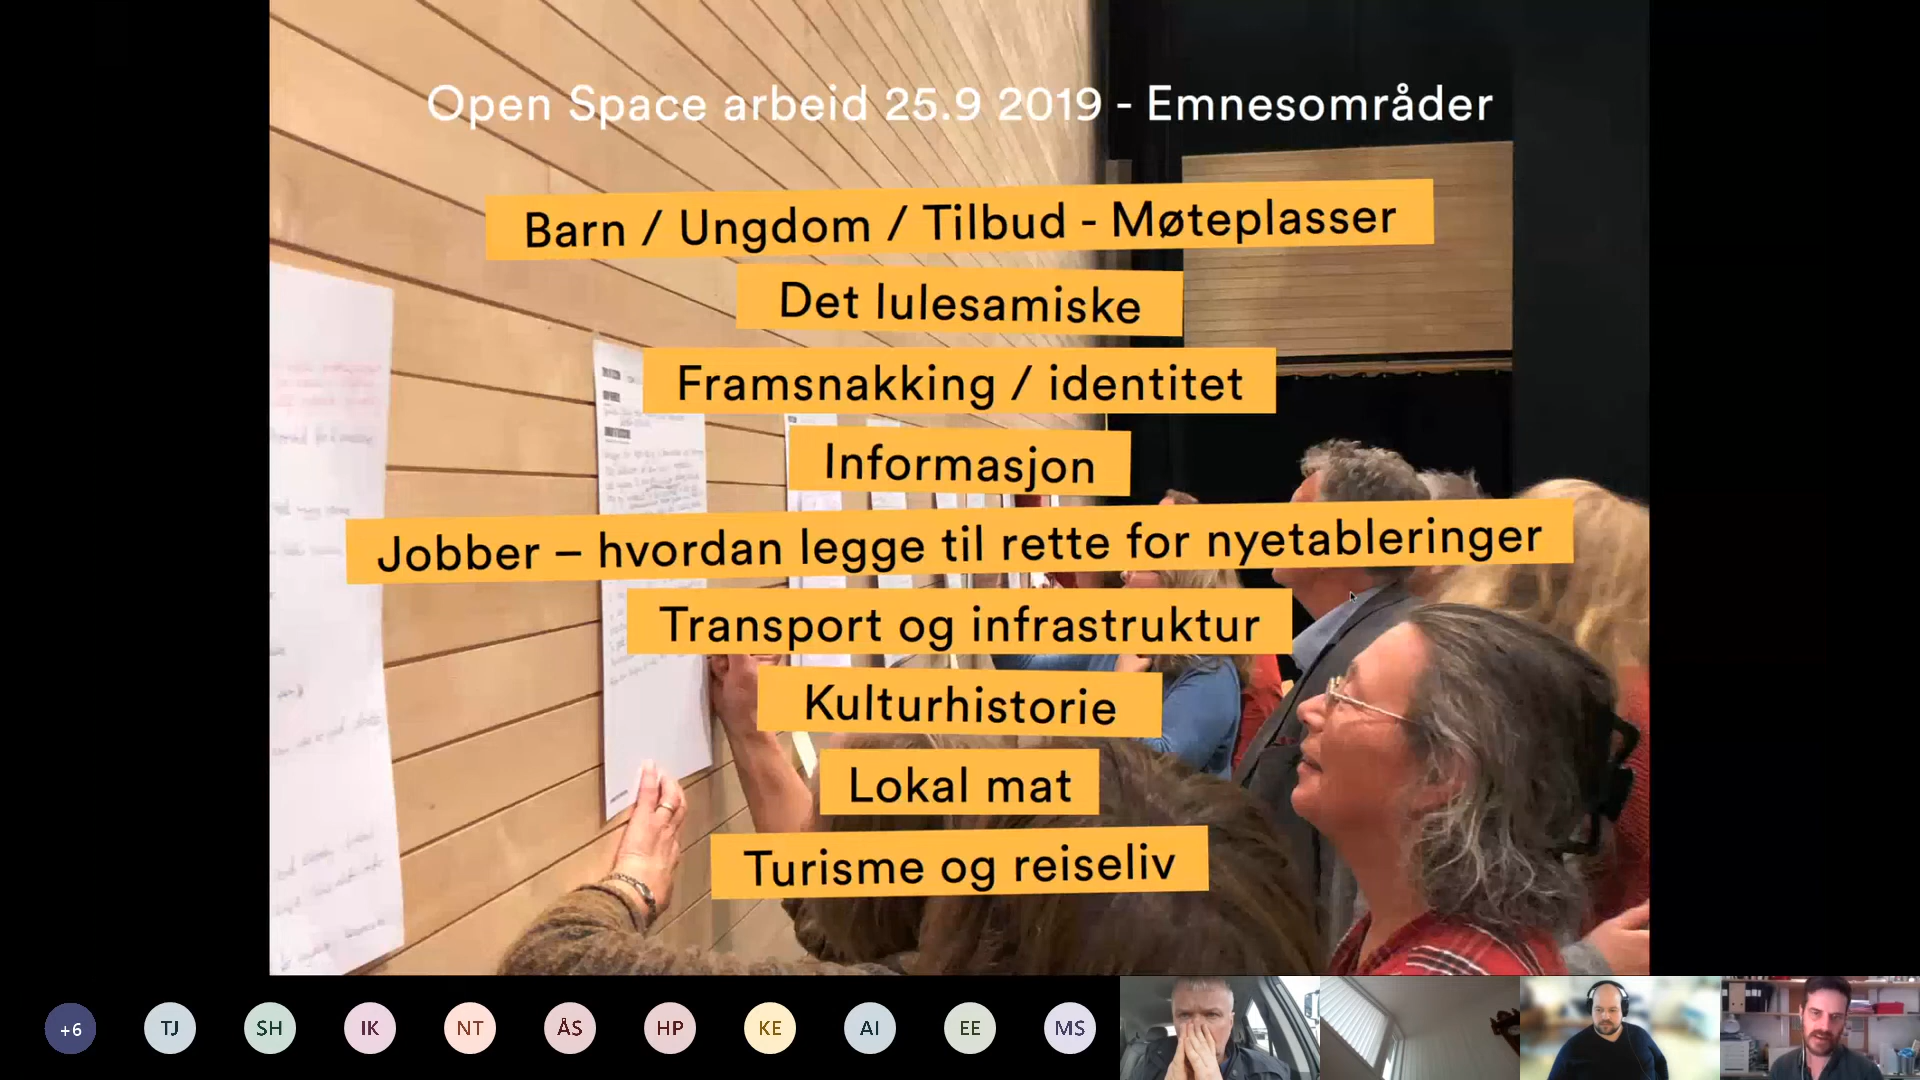 Open Space arbeid 25.9 2019 - Emnesområder
Barn / Ungdom / Tilbud - Møteplasser
Det lulesamiske
Framsnakking / identitet
Informasjon
Jobber – hvordan legge til rette for nyetableringer
Transport og infrastruktur
Kulturhistorie
Lokal mat
Turisme og reiseliv
+6 TJ SH IK NT ÅS HP KE AI EE MS